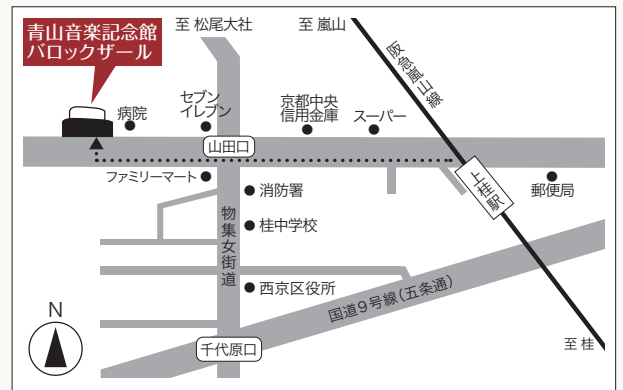 青山音楽記念館
バロックザール
至 松尾大社
至 嵐山
阪急嵐山線
病院
セブン
イレブン
京都中央
信用金庫
スーパー
山田口
ファミリーマート
消防署
上桂駅
郵便局
物集女街道
桂中学校
西京区役所
国道9号線(五条通)
千代原口
至 桂
N